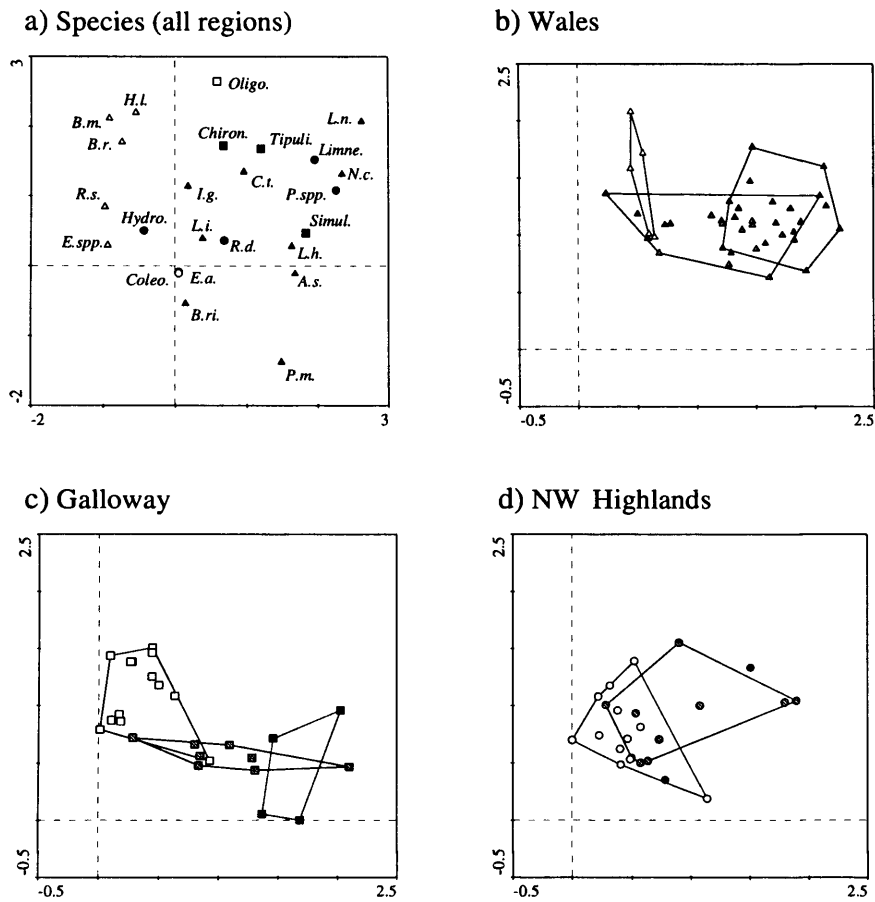 a) Species (all regions)
3
Oligo.
H.l.
B.m.
L.n.
B.r.
Chiron.
Tipuli.
Limne.
C.t.
N.c.
I.g.
P.spp.
R.s.
Hydro.
L.i.
Simul.
E.spp.
R.d.
L.h.
Coleo.
E.a.
A.s.
B.ri.
P.m.
-2
-2
3
b) Wales
2.5
-0.5
-0.5
2.5
c) Galloway
2.5
-0.5
-0.5
2.5
d) NW Highlands
2.5
-0.5
-0.5
2.5